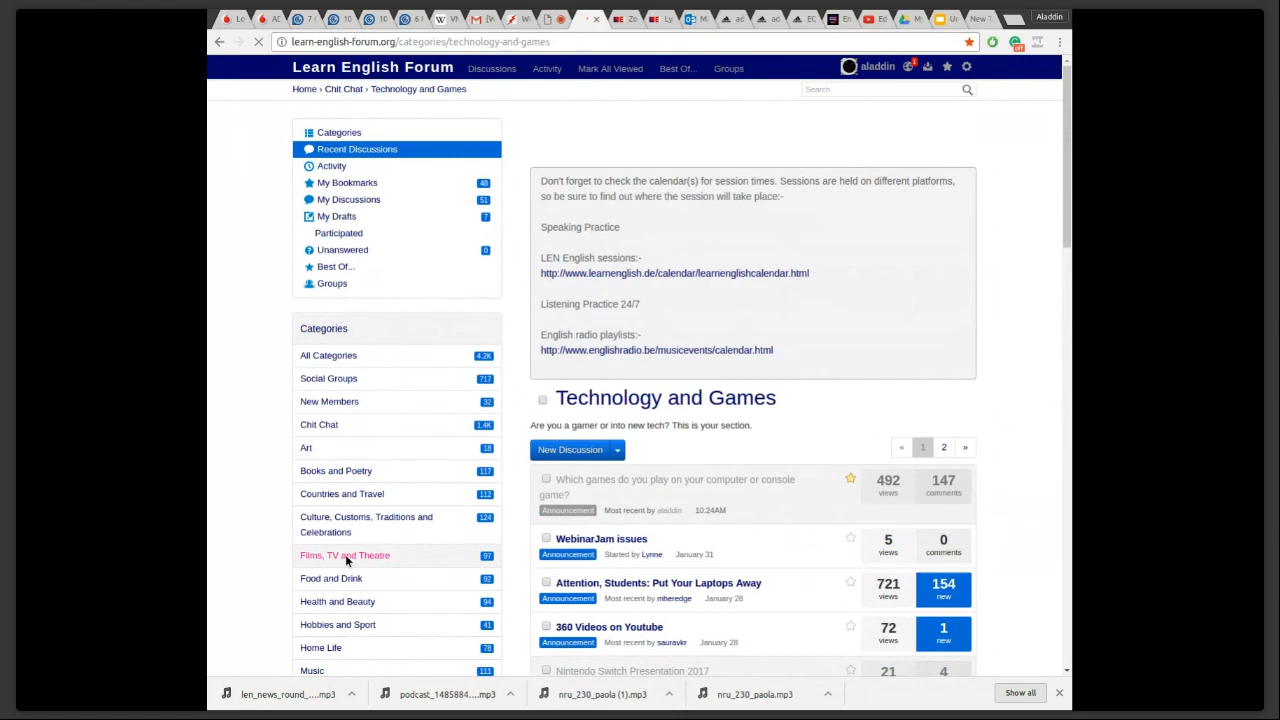 Aladdin
learn-english-forum.org/categories/technology-and-games
Learn English Forum
Discussions Activity Mark All Viewed Best Of... Groups
aladdin 1
Home › Chit Chat › Technology and Games
Search
Categories
Recent Discussions
Activity
My Bookmarks 48
My Discussions 51
My Drafts 7
Participated
Unanswered 0
Best Of...
Groups
Categories
All Categories 4.2K
Social Groups 717
New Members 32
Chit Chat 1.4K
Art 18
Books and Poetry 117
Countries and Travel 112
Culture, Customs, Traditions and
Celebrations 124
Films, TV and Theatre 97
Food and Drink 92
Health and Beauty 94
Hobbies and Sport 41
Home Life 78
Music 111
Don't forget to check the calendar(s) for session times. Sessions are held on different platforms,
so be sure to find out where the session will take place:-
Speaking Practice
LEN English sessions:-
http://www.learnenglish.de/calendar/learnenglishcalendar.html
Listening Practice 24/7
English radio playlists:-
http://www.englishradio.be/musicevents/calendar.html
Technology and Games
Are you a gamer or into new tech? This is your section.
New Discussion
« 1 2 »
Which games do you play on your computer or console
game?
Announcement Most recent by aladdin 10:24AM
492 views 147 comments
WebinarJam issues
Announcement Started by Lynne January 31
5 views 0 comments
Attention, Students: Put Your Laptops Away
Announcement Most recent by mheredge January 28
721 views 154 new
360 Videos on Youtube
Announcement Most recent by sauravkr January 28
72 views 1 new
Nintendo Switch Presentation 2017
21 4
len_news_round_....mp3
podcast_1485884....mp3
nru_230_paola (1).mp3
nru_230_paola.mp3
Show all